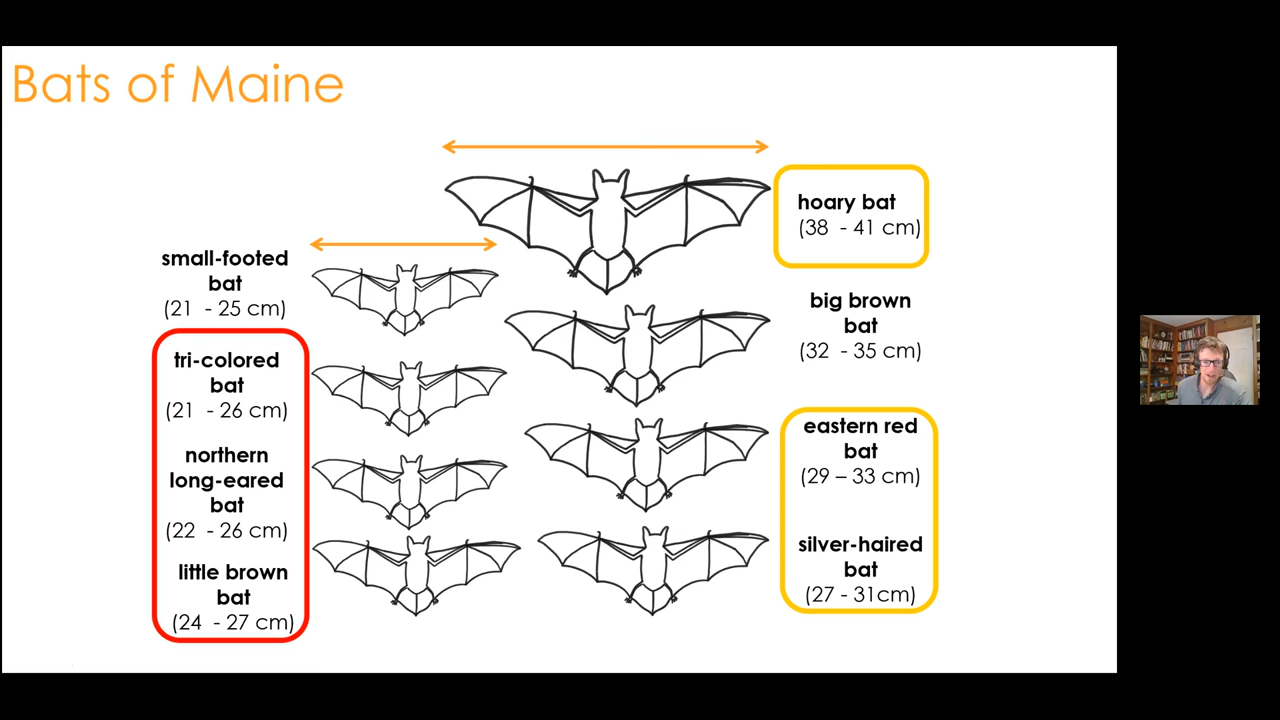 Bats of Maine
small-footed
bat
(21 - 25 cm)
tri-colored
bat
(21 - 26 cm)
northern
long-eared
bat
(22 - 26 cm)
little brown
bat
(24 - 27 cm)
hoary bat
(38 - 41 cm)
big brown
bat
(32 - 35 cm)
eastern red
bat
(29 – 33 cm)
silver-haired
bat
(27 - 31cm)